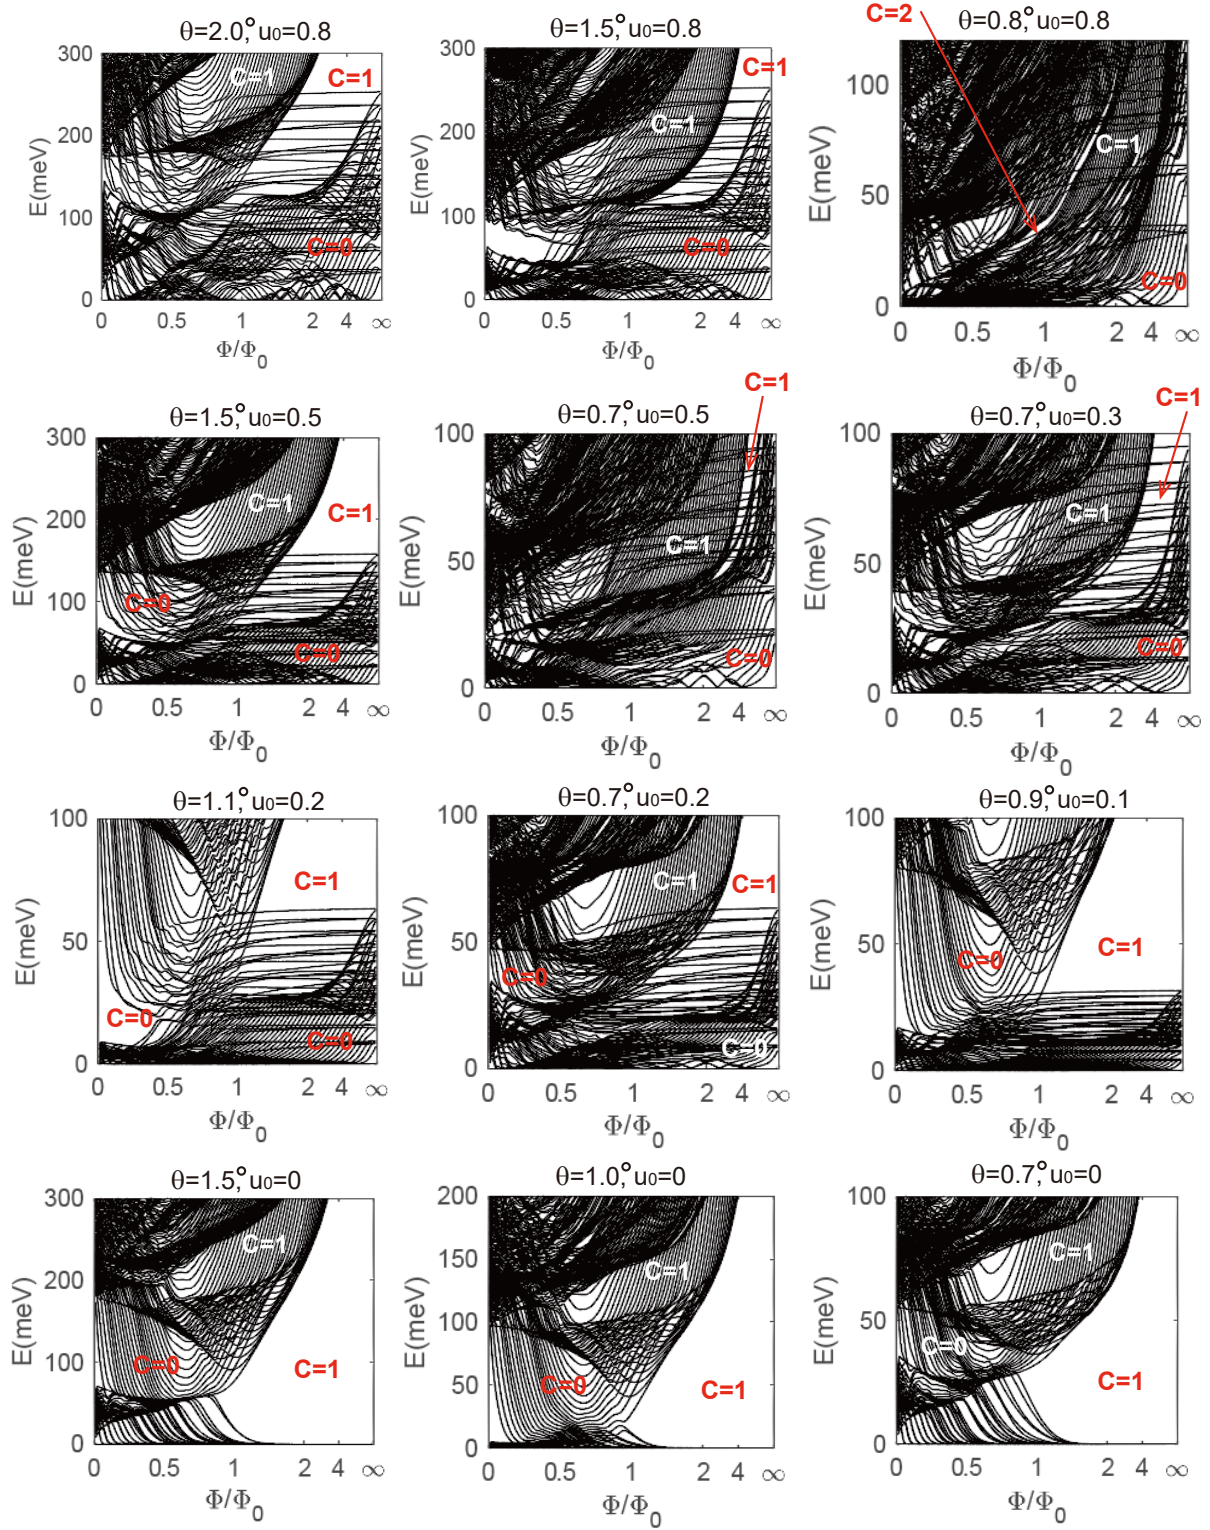 θ=2.0,° u₀=0.8
300
200
100
0
E(meV)
C=1
C=1
C=0
0 0.5 1 2 4 ∞
Φ/Φ₀
θ=1.5,° u₀=0.8
300
200
100
0
E(meV)
C=1
C=1
C=0
0 0.5 1 2 4 ∞
Φ/Φ₀
C=2
θ=0.8,° u₀=0.8
100
50
0
E(meV)
C=1
C=0
0 0.5 1 2 4 ∞
Φ/Φ₀
θ=1.5,° u₀=0.5
300
200
100
0
E(meV)
C=1
C=1
C=0
C=0
0 0.5 1 2 4 ∞
Φ/Φ₀
C=1
θ=0.7,° u₀=0.5
100
50
0
E(meV)
C=1
C=0
0 0.5 1 2 4 ∞
Φ/Φ₀
C=1
θ=0.7,° u₀=0.3
100
50
0
E(meV)
C=1
C=0
0 0.5 1 2 4 ∞
Φ/Φ₀
θ=1.1,° u₀=0.2
100
50
0
E(meV)
C=1
C=0
C=0
0 0.5 1 2 4 ∞
Φ/Φ₀
θ=0.7,° u₀=0.2
100
50
0
E(meV)
C=1
C=1
C=0
C=0
0 0.5 1 2 4 ∞
Φ/Φ₀
θ=0.9,° u₀=0.1
100
50
0
E(meV)
C=1
C=0
0 0.5 1 2 4 ∞
Φ/Φ₀
θ=1.5,° u₀=0
300
200
100
0
E(meV)
C=1
C=0
C=1
0 0.5 1 2 4 ∞
Φ/Φ₀
θ=1.0,° u₀=0
200
150
100
50
0
E(meV)
C=1
C=0
C=1
0 0.5 1 2 4 ∞
Φ/Φ₀
θ=0.7,° u₀=0
100
50
0
E(meV)
C=1
C=0
C=1
0 0.5 1 2 4 ∞
Φ/Φ₀